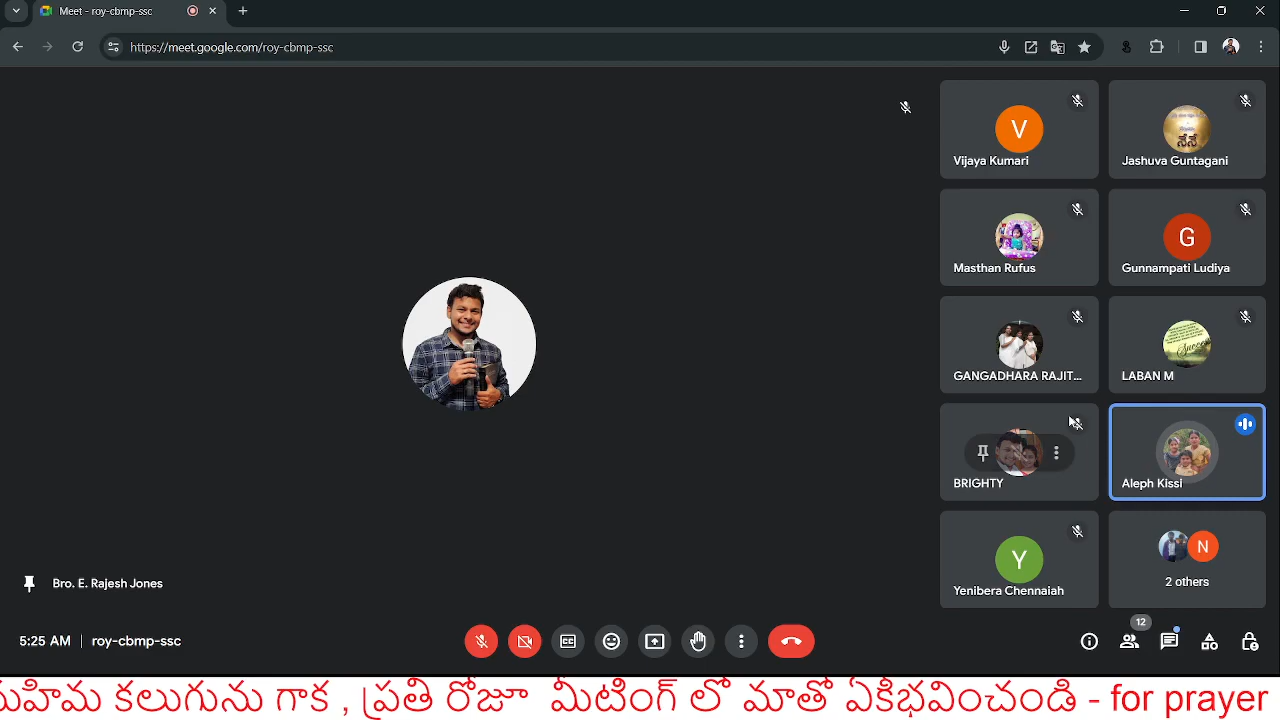 Meet - roy-cbmp-ssc
https://meet.google.com/roy-cbmp-ssc
V
Vijaya Kumari
నేనే
Jashuva Guntagani
Masthan Rufus
G
Gunnampati Ludiya
GANGADHARA RAJIT...
Success
LABAN M
BRIGHTY
Aleph Kissi
Y
Yenibera Chennaiah
N
2 others
Bro. E. Rajesh Jones
5:25 AM | roy-cbmp-ssc
CC
12
మహిమ కలుగును గాక , ప్రతి రోజూ మీటింగ్ లో మాతో ఏకీభవించండి - for prayer